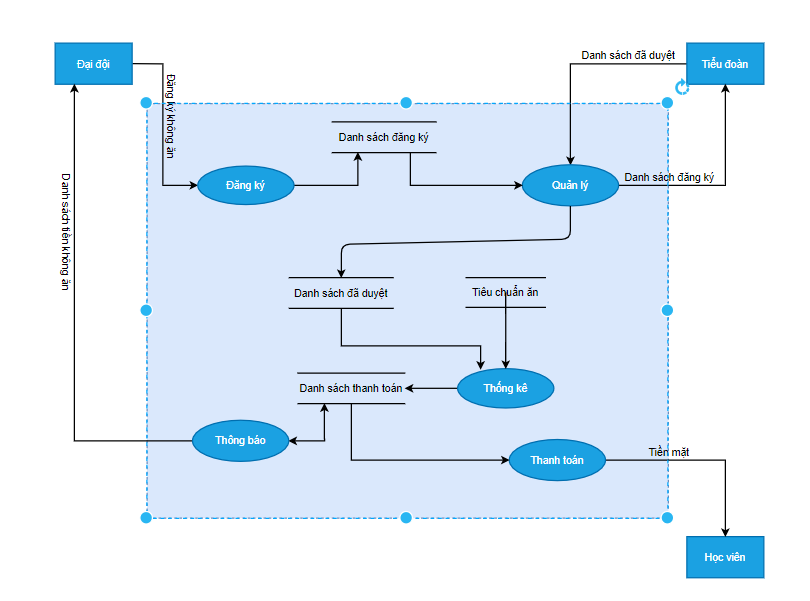 Đại đội
Danh sách đã duyệt
Tiểu đoàn
Đăng ký không ăn
Danh sách đăng ký
Đăng ký
Quản lý
Danh sách đăng ký
Danh sách tiền không ăn
Danh sách đã duyệt
Tiêu chuẩn ăn
Danh sách thanh toán
Thống kê
Thông báo
Thanh toán
Tiền mặt
Học viên